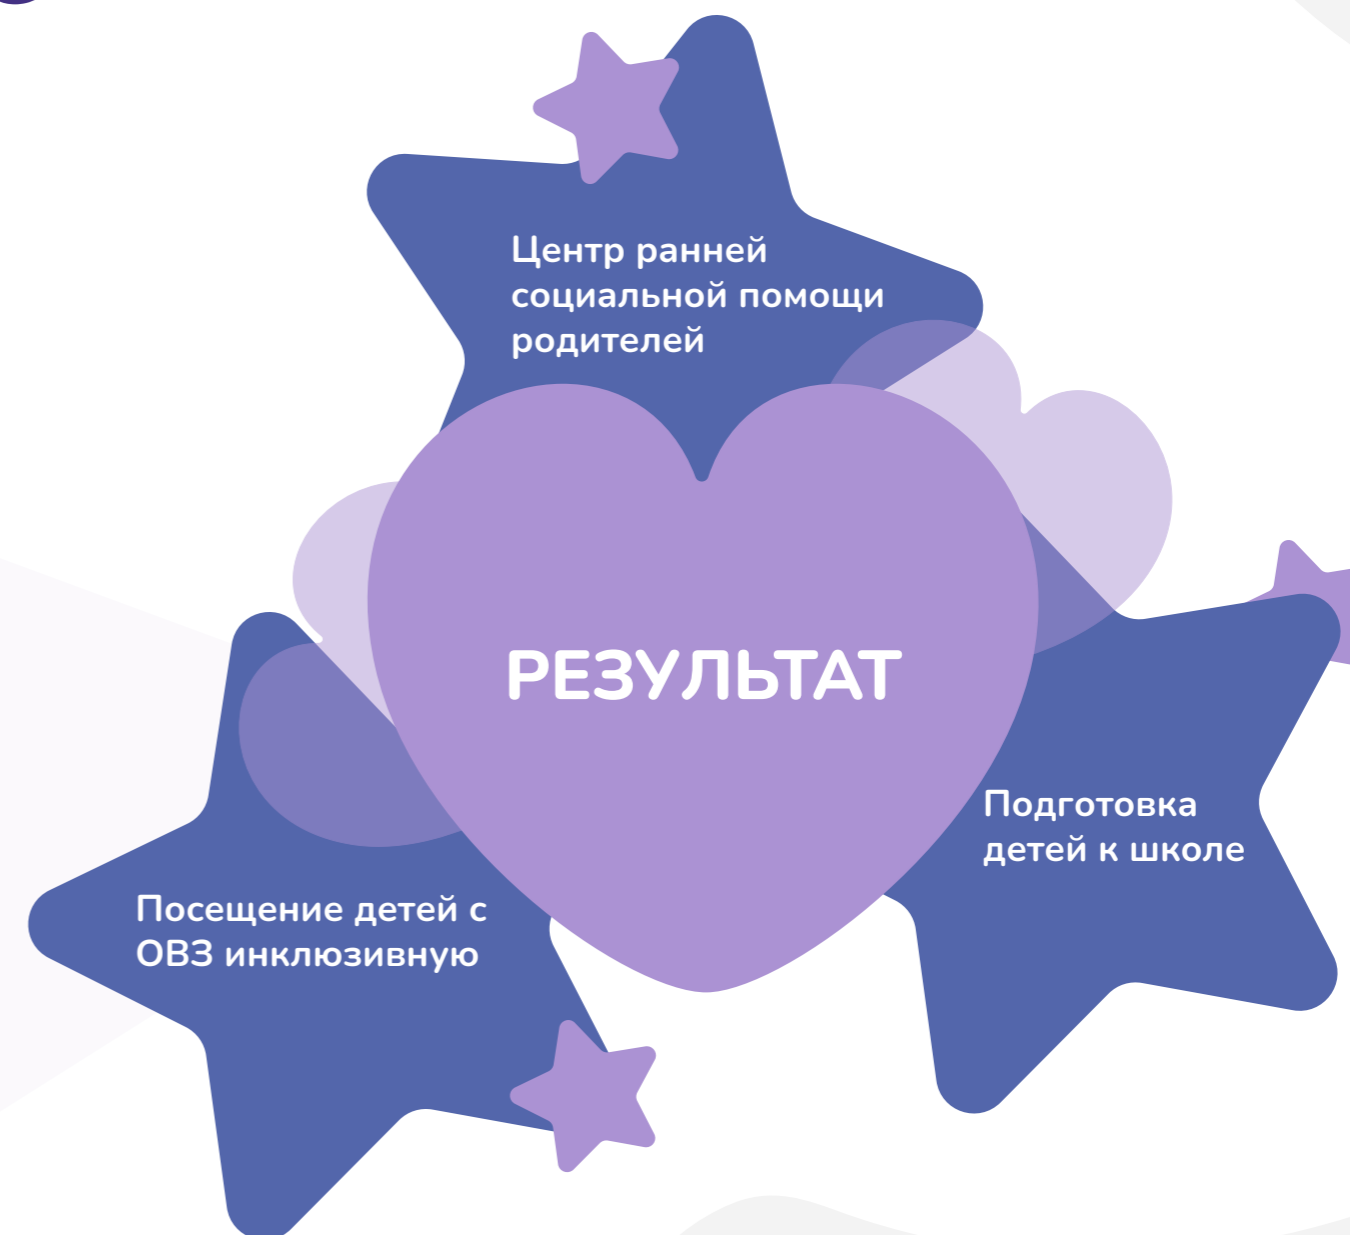 Центр ранней
социальной помощи
родителей
РЕЗУЛЬТАТ
Подготовка
детей к школе
Посещение детей с
ОВЗ инклюзивную